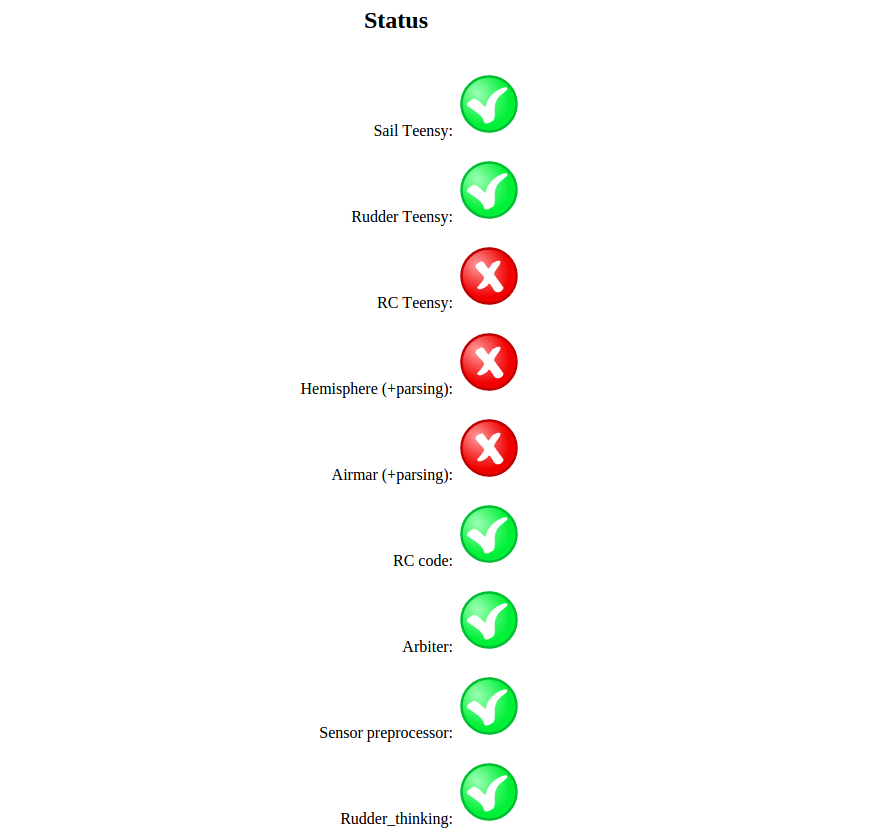 Status
Sail Teensy:
Rudder Teensy:
RC Teensy:
Hemisphere (+parsing):
Airmar (+parsing):
RC code:
Arbiter:
Sensor preprocessor:
Rudder_thinking: